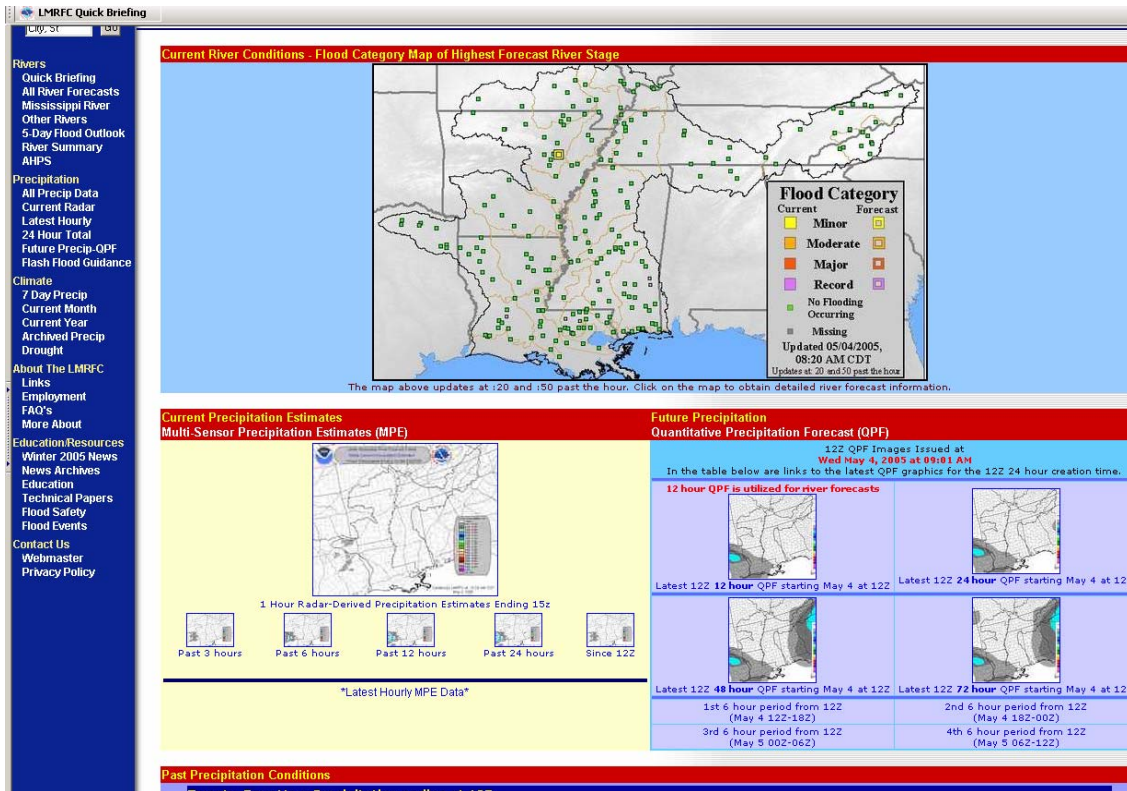 LMRFC Quick Briefing
City, St
Go
Rivers
Quick Briefing
All River Forecasts
Mississippi River
Other Rivers
5-Day Flood Outlook
River Summary
AHPS
Precipitation
All Precip Data
Current Radar
Latest Hourly
24 Hour Total
Future Precip-QPF
Flash Flood Guidance
Climate
7 Day Precip
Current Month
Current Year
Archived Precip
Drought
About The LMRFC
Links
Employment
FAQ's
More About
Education/Resources
Winter 2005 News
News Archives
Education
Technical Papers
Flood Safety
Flood Events
Contact Us
Webmaster
Privacy Policy
Current River Conditions - Flood Category Map of Highest Forecast River Stage
Flood Category
Current Forecast
Minor
Moderate
Major
Record
No Flooding
Occurring
Missing
Updated 05/04/2005,
08:20 AM CDT
Updates at: 20 and 50 past the hour
The map above updates at :20 and :50 past the hour. Click on the map to obtain detailed river forecast information.
Current Precipitation Estimates
Multi-Sensor Precipitation Estimates (MPE)
1 Hour Radar-Derived Precipitation Estimates Ending 15z
Past 3 hours
Past 6 hours
Past 12 hours
Past 24 hours
Since 12Z
*Latest Hourly MPE Data*
Future Precipitation
Quantitative Precipitation Forecast (QPF)
12Z QPF Images Issued at
Wed May 4, 2005 at 09:01 AM
In the table below are links to the latest QPF graphics for the 12Z 24 hour creation time.
12 hour QPF is utilized for river forecasts
Latest 12Z 12 hour QPF starting May 4 at 12Z
Latest 12Z 24 hour QPF starting May 4 at 12
Latest 12Z 48 hour QPF starting May 4 at 12Z
Latest 12Z 72 hour QPF starting May 4 at 12
1st 6 hour period from 12Z
(May 4 12Z-18Z)
2nd 6 hour period from 12Z
(May 4 18Z-00Z)
3rd 6 hour period from 12Z
(May 5 00Z-06Z)
4th 6 hour period from 12Z
(May 5 06Z-12Z)
Past Precipitation Conditions